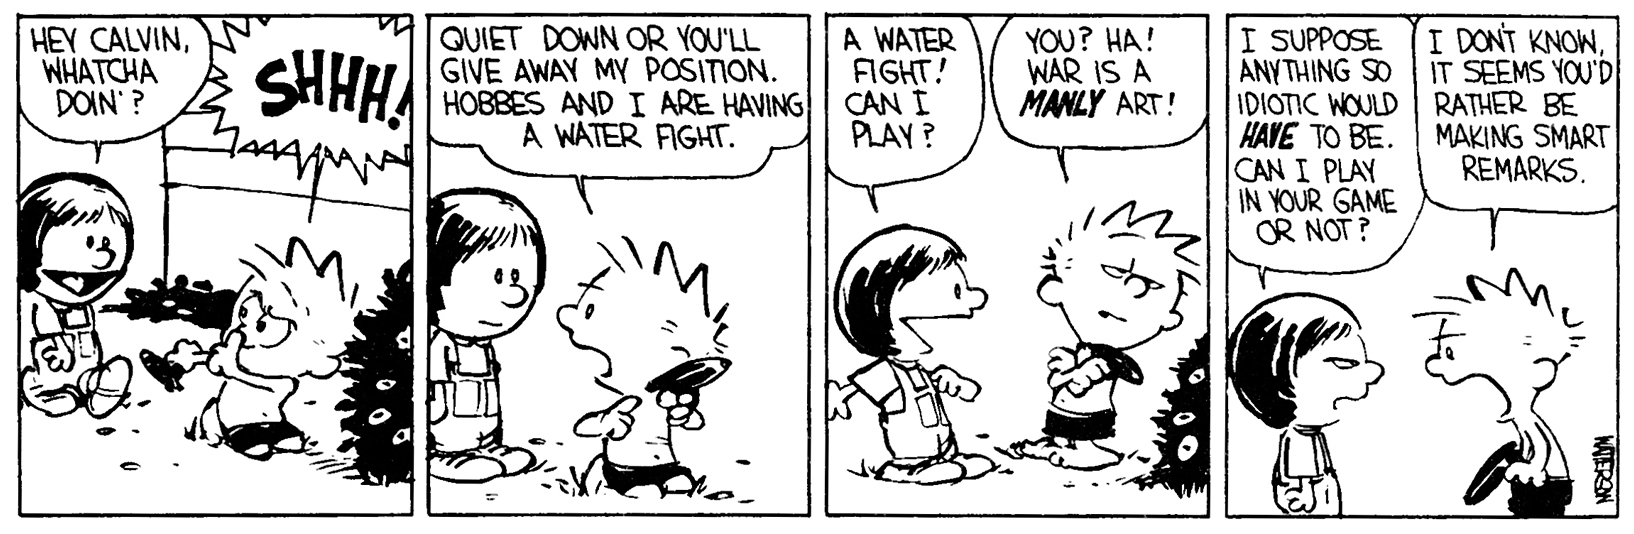 HEY CALVIN,
WHATCHA
DOIN'?
SHHH!
QUIET DOWN OR YOU'LL
GIVE AWAY MY POSITION.
HOBBES AND I ARE HAVING
A WATER FIGHT.
A WATER
FIGHT!
CAN I
PLAY?
YOU? HA!
WAR IS A
MANLY ART!
I SUPPOSE
ANYTHING SO
IDIOTIC WOULD
HAVE TO BE.
CAN I PLAY
IN YOUR GAME
OR NOT?
I DON'T KNOW,
IT SEEMS YOU'D
RATHER BE
MAKING SMART
REMARKS.
WATTERSON